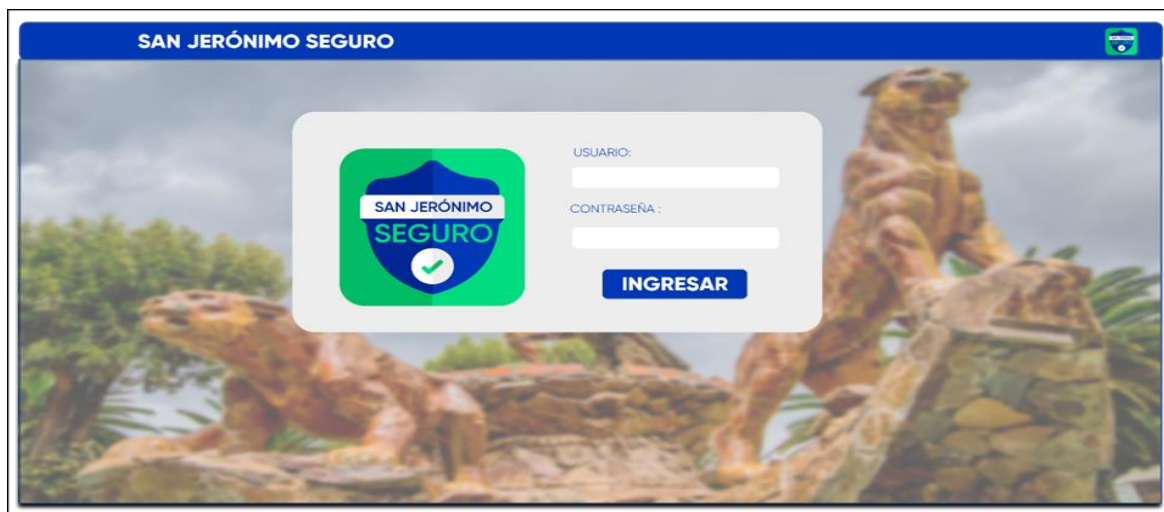 SAN JERÓNIMO SEGURO
SAN JERÓNIMO
SEGURO
USUARIO:
CONTRASEÑA :
INGRESAR